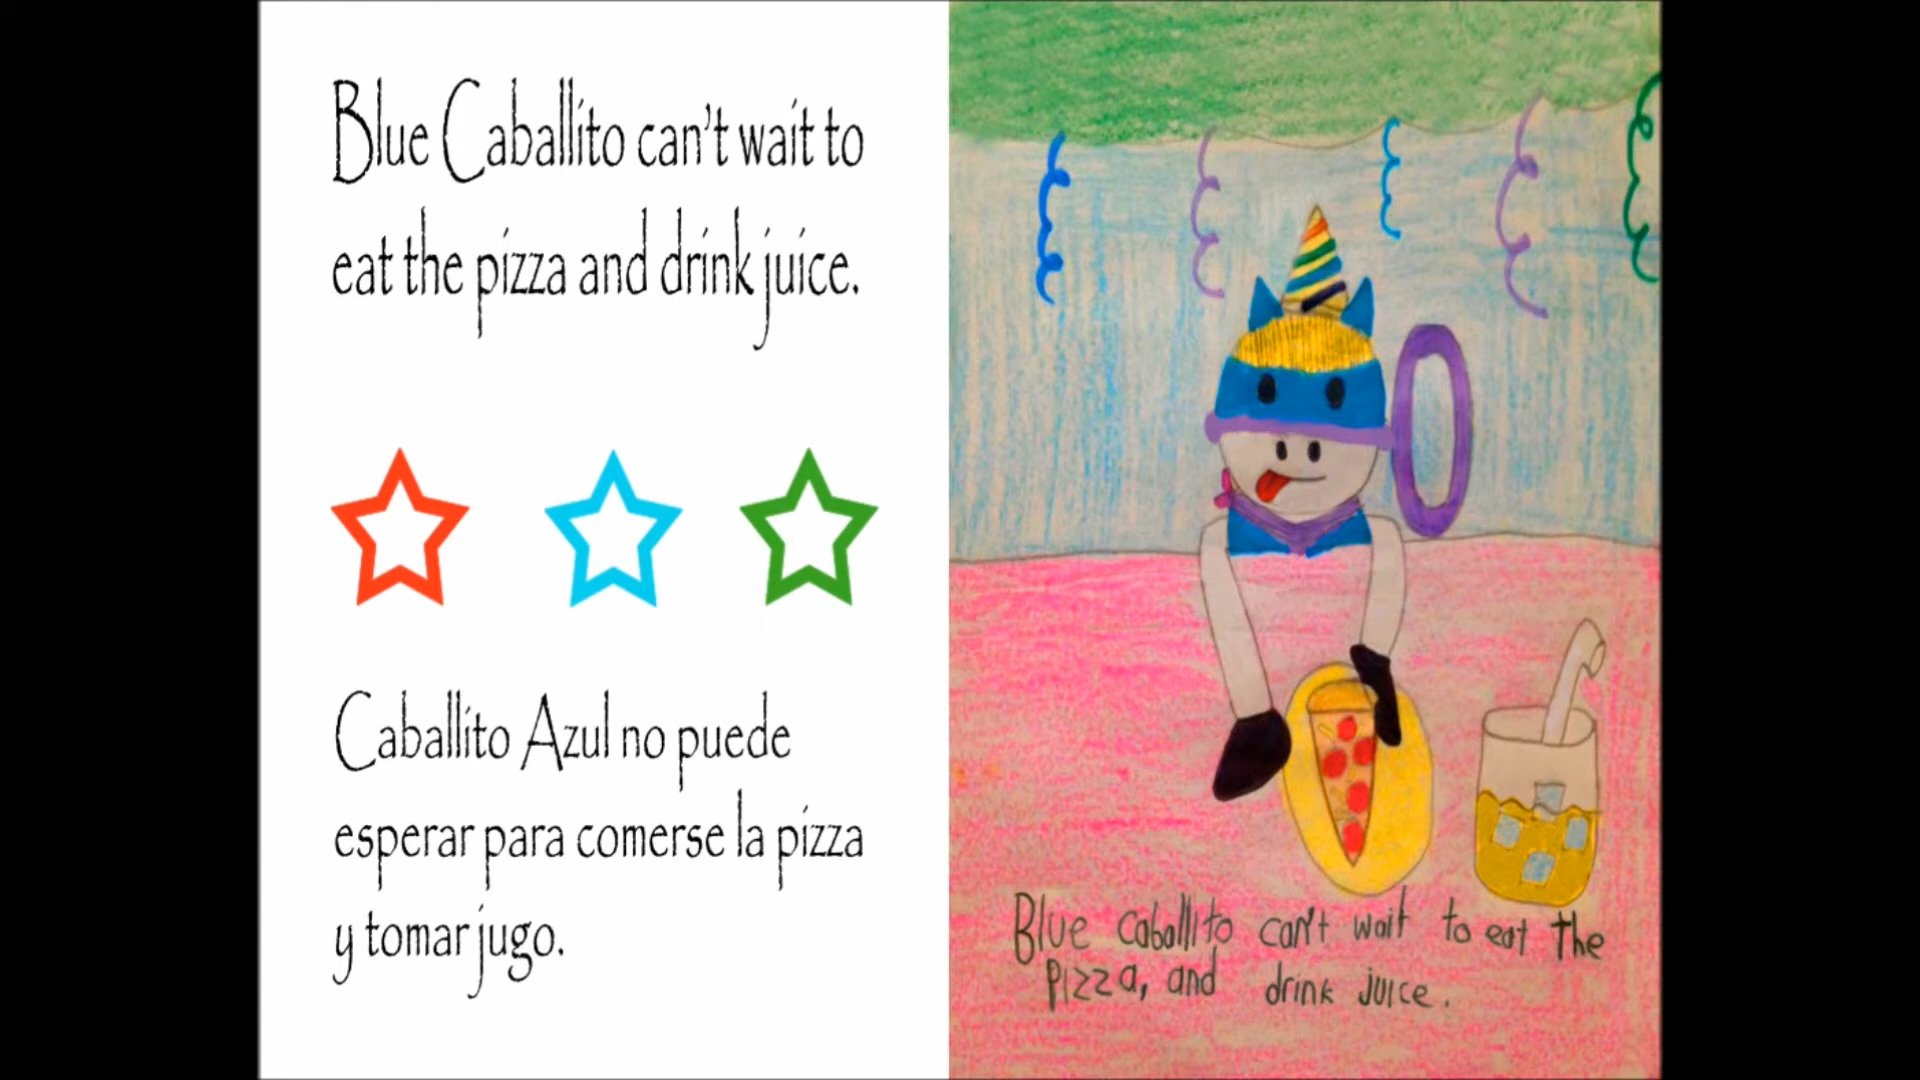 Blue Caballito can't wait to
eat the pizza and drink juice.
Caballito Azul no puede
esperar para comerse la pizza
y tomar jugo.
Blue caballito can't wait to eat the
pizza, and drink juice.